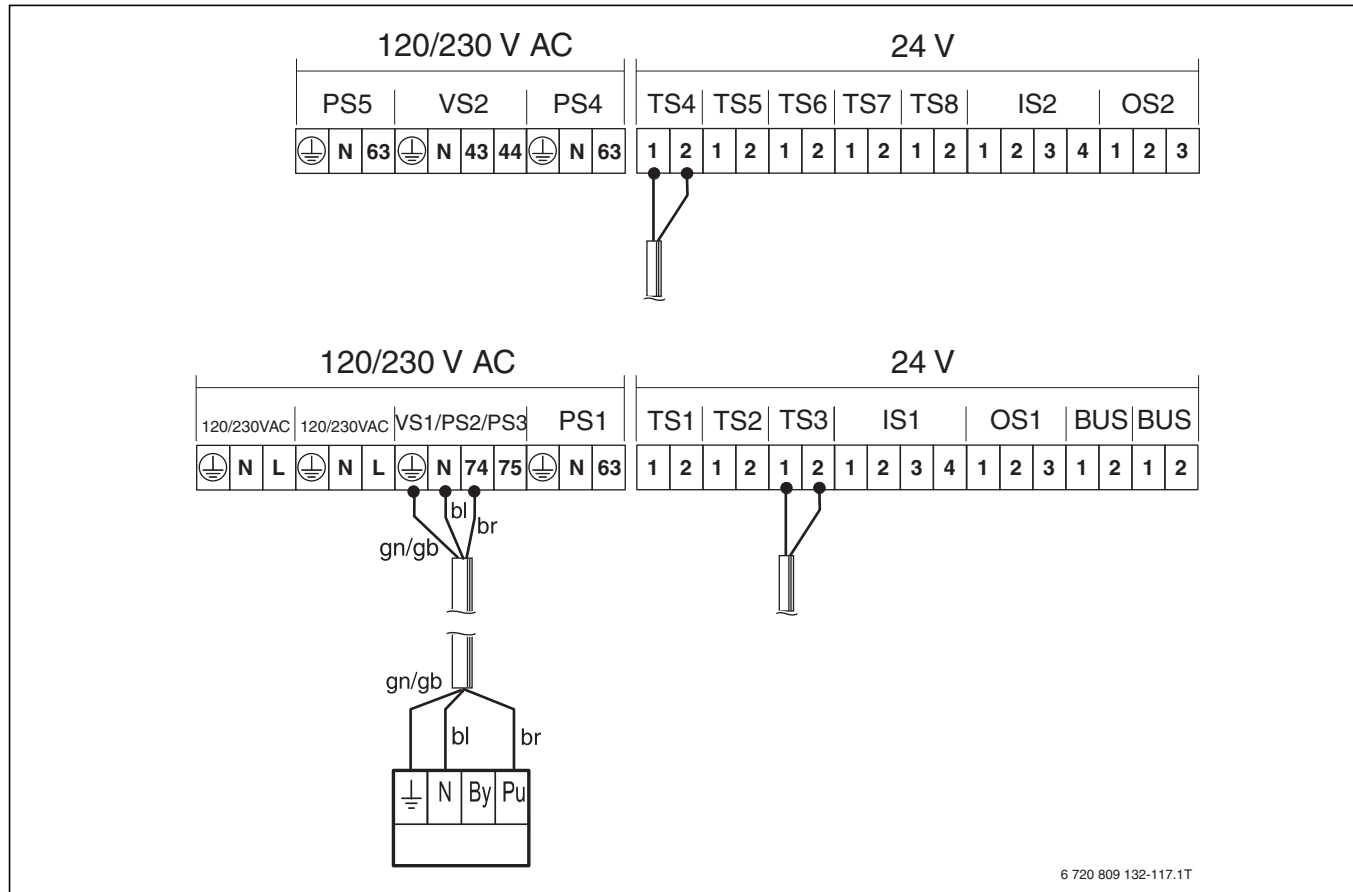 120/230 V AC 24 V
PS5 VS2 PS4 TS4 TS5 TS6 TS7 TS8 IS2 OS2
N 63 N 43 44 N 63 1 2 1 2 1 2 1 2 1 2 1 2 3 4 1 2 3
120/230 V AC 24 V
120/230VAC 120/230VAC VS1/PS2/PS3 PS1 TS1 TS2 TS3 IS1 OS1 BUS BUS
N L N L N 74 75 N 63 1 2 1 2 1 2 1 2 3 4 1 2 3 1 2 1 2
bl
br
gn/gb
gn/gb
bl br
N By Pu
6 720 809 132-117.1T